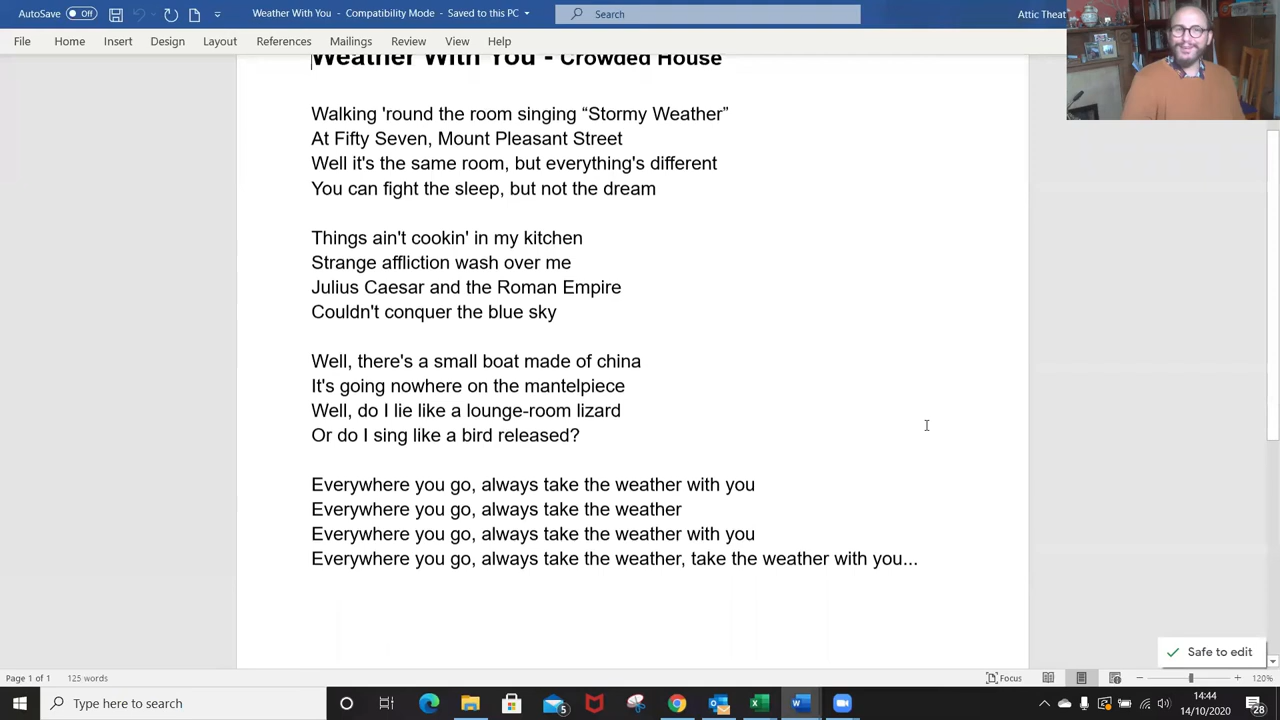 AutoSave Off
Weather With You - Compatibility Mode - Saved to this PC
Search
Attic Theat
File Home Insert Design Layout References Mailings Review View Help
Weather With You - Crowded House
Walking 'round the room singing “Stormy Weather”
At Fifty Seven, Mount Pleasant Street
Well it's the same room, but everything's different
You can fight the sleep, but not the dream
Things ain't cookin' in my kitchen
Strange affliction wash over me
Julius Caesar and the Roman Empire
Couldn't conquer the blue sky
Well, there's a small boat made of china
It's going nowhere on the mantelpiece
Well, do I lie like a lounge-room lizard
Or do I sing like a bird released?
Everywhere you go, always take the weather with you
Everywhere you go, always take the weather
Everywhere you go, always take the weather with you
Everywhere you go, always take the weather, take the weather with you...
Safe to edit
Page 1 of 1 125 words
Focus
120%
Type here to search
5
14:44
14/10/2020
28